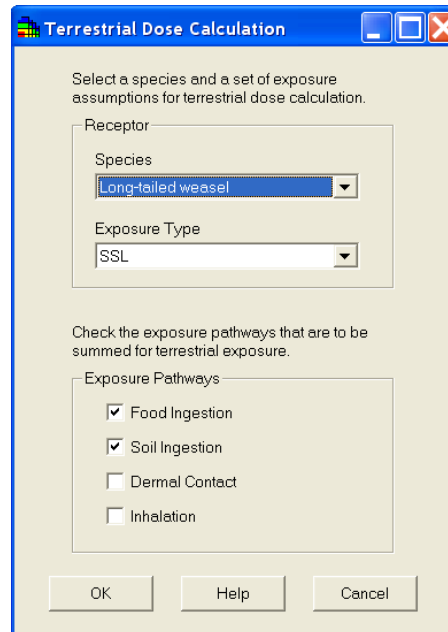 Terrestrial Dose Calculation
Select a species and a set of exposure
assumptions for terrestrial dose calculation.
Receptor
Species
Long-tailed weasel
Exposure Type
SSL
Check the exposure pathways that are to be
summed for terrestrial exposure.
Exposure Pathways
Food Ingestion
Soil Ingestion
Dermal Contact
Inhalation
OK Help Cancel